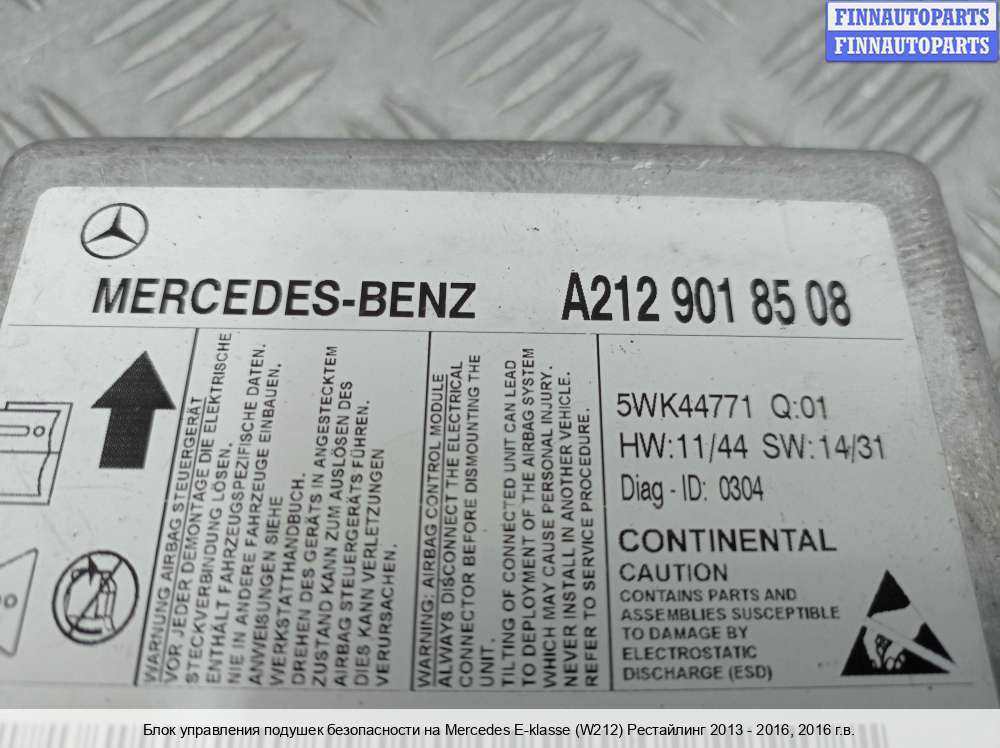 FINNAUTOPARTS
FINNAUTOPARTS
MERCEDES-BENZ
A212 901 85 08
WARNUNG AIRBAG STEUERGERÄT
VOR JEDER DEMONTAGE DIE ELEKTRISCHE
STECKVERBINDUNG LÖSEN.
ENTHÄLT FAHRZEUGSPEZIFISCHE DATEN.
NIE IN ANDERE FAHRZEUGE EINBAUEN.
ANWEISUNGEN SIEHE
WERKSTATTHANDBUCH.
DREHEN DES GERÄTS IN ANGESTECKTEM
ZUSTAND KANN ZUM AUSLÖSEN DES
AIRBAG STEUERGERÄTS FÜHREN.
DIES KANN VERLETZUNGEN
VERURSACHEN.
WARNING: AIRBAG CONTROL MODULE
ALWAYS DISCONNECT THE ELECTRICAL
CONNECTOR BEFORE DISMOUNTING THE
UNIT.
TILTING OF CONNECTED UNIT CAN LEAD
TO DEPLOYMENT OF THE AIRBAG SYSTEM
WHICH MAY CAUSE PERSONAL INJURY.
NEVER INSTALL IN ANOTHER VEHICLE.
REFER TO SERVICE PROCEDURE.
5WK44771 Q:01
HW:11/44 SW:14/31
Diag - ID: 0304
CONTINENTAL
CAUTION
CONTAINS PARTS AND
ASSEMBLIES SUSCEPTIBLE
TO DAMAGE BY
ELECTROSTATIC
DISCHARGE (ESD)
Блок управления подушек безопасности на Mercedes E-klasse (W212) Рестайлинг 2013 - 2016, 2016 г.в.